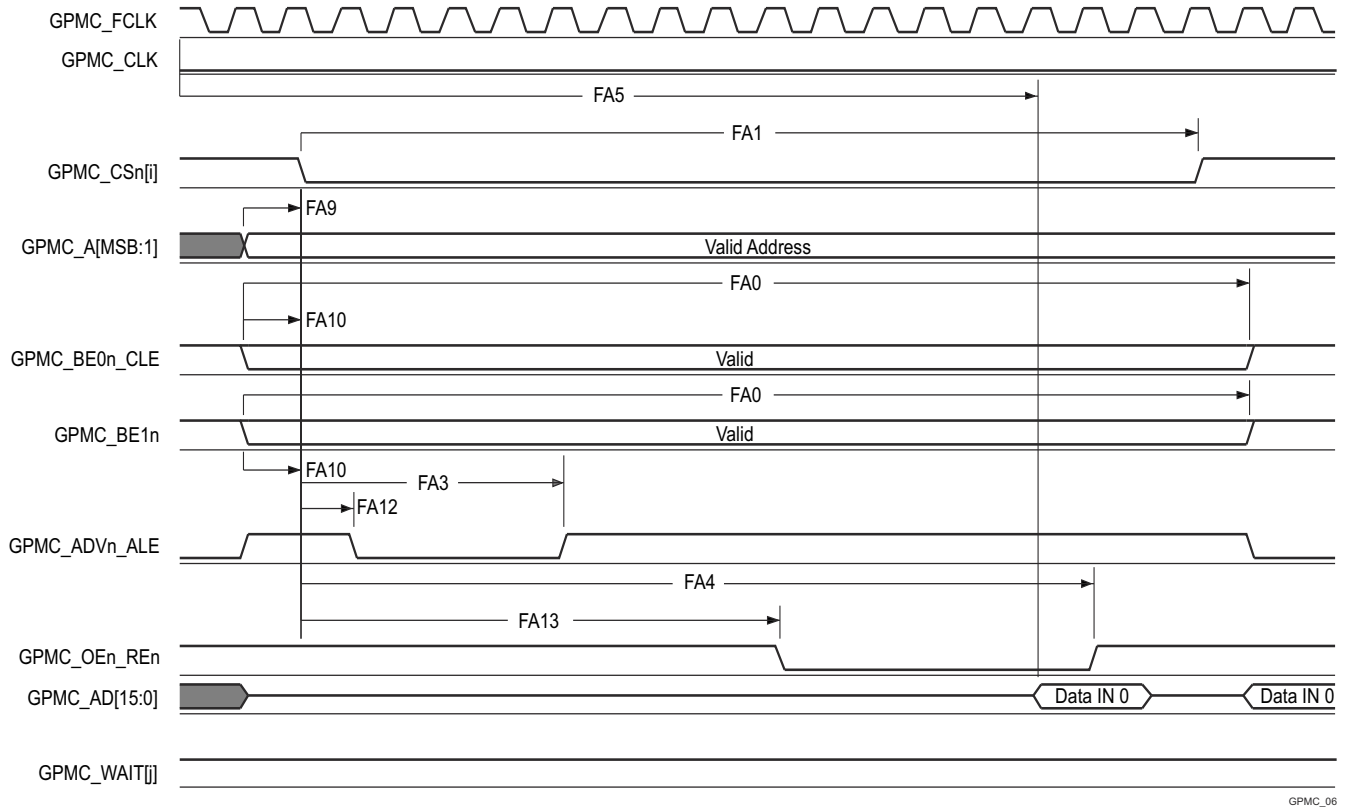 GPMC_FCLK
GPMC_CLK
FA5
FA1
GPMC_CSn[i]
FA9
GPMC_A[MSB:1]
Valid Address
FA0
FA10
GPMC_BE0n_CLE
Valid
FA0
GPMC_BE1n
Valid
FA10
FA3
FA12
GPMC_ADVn_ALE
FA4
FA13
GPMC_OEn_REn
GPMC_AD[15:0]
Data IN 0
Data IN 0
GPMC_WAIT[j]
GPMC_06